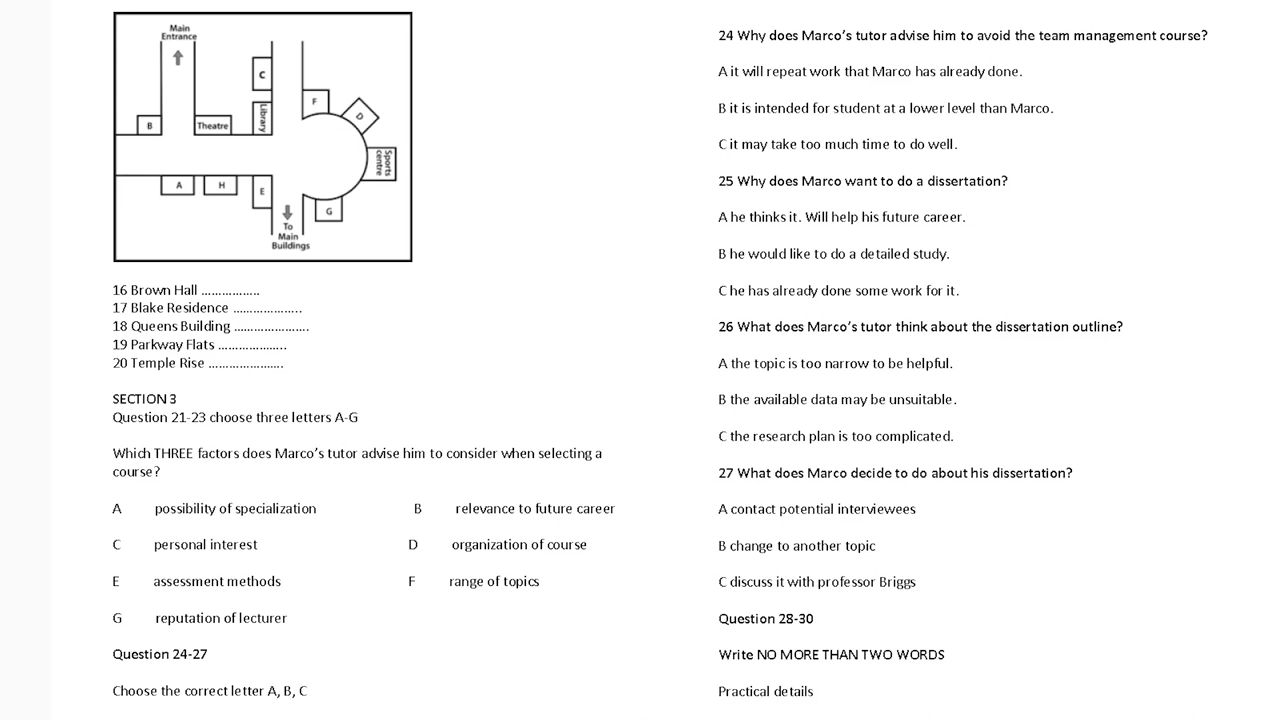 Main
Entrance
C
Library
F
D
B
Theatre
Sports
centre
A
H
E
G
To
Main
Buildings
16 Brown Hall .................
17 Blake Residence ....................
18 Queens Building ......................
19 Parkway Flats ....................
20 Temple Rise ......................
SECTION 3
Question 21-23 choose three letters A-G
Which THREE factors does Marco's tutor advise him to consider when selecting a
course?
A possibility of specialization B relevance to future career
C personal interest D organization of course
E assessment methods F range of topics
G reputation of lecturer
Question 24-27
Choose the correct letter A, B, C
24 Why does Marco's tutor advise him to avoid the team management course?
A it will repeat work that Marco has already done.
B it is intended for student at a lower level than Marco.
C it may take too much time to do well.
25 Why does Marco want to do a dissertation?
A he thinks it. Will help his future career.
B he would like to do a detailed study.
C he has already done some work for it.
26 What does Marco's tutor think about the dissertation outline?
A the topic is too narrow to be helpful.
B the available data may be unsuitable.
C the research plan is too complicated.
27 What does Marco decide to do about his dissertation?
A contact potential interviewees
B change to another topic
C discuss it with professor Briggs
Question 28-30
Write NO MORE THAN TWO WORDS
Practical details